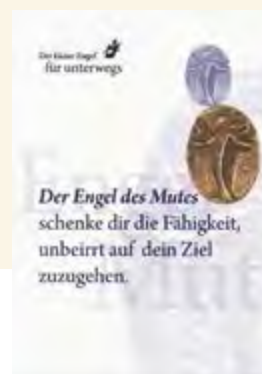 Der kleine Engel
für unterwegs
Der Engel des Mutes
schenke dir die Fähigkeit,
unbeirrt auf dein Ziel
zuzugehen.